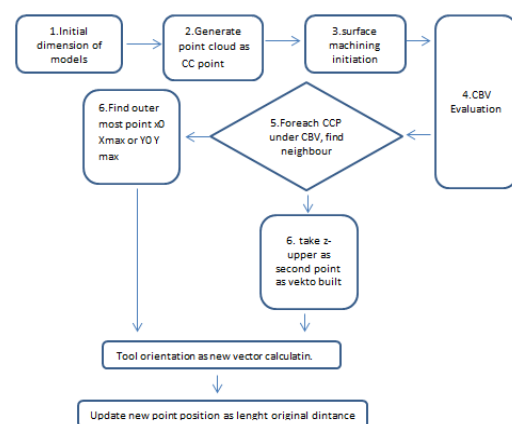 1.Initial
dimension of
models
2.Generate
point cloud as
CC point
3.surface
machining
initiation
4.CBV
Evaluation
5.Foreach CCP
under CBV, find
neighbour
6.Find outer
most point x0
Xmax or Y0 Y
max
6. take z-
upper as
second point
as vekto built
Tool orientation as new vector calculatin.
Update new point position as lenght original dintance